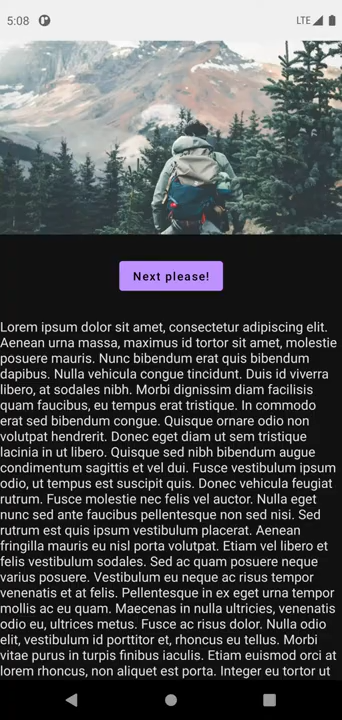 5:08 LTE
Next please!
Lorem ipsum dolor sit amet, consectetur adipiscing elit.
Aenean urna massa, maximus id tortor sit amet, molestie
posuere mauris. Nunc bibendum erat quis bibendum
dapibus. Nulla vehicula congue tincidunt. Duis id viverra
libero, at sodales nibh. Morbi dignissim diam facilisis
quam faucibus, eu tempus erat tristique. In commodo
erat sed bibendum congue. Quisque ornare odio non
volutpat hendrerit. Donec eget diam ut sem tristique
lacinia in ut libero. Quisque sed nibh bibendum augue
condimentum sagittis et vel dui. Fusce vestibulum ipsum
odio, ut tempus est suscipit quis. Donec vehicula feugiat
rutrum. Fusce molestie nec felis vel auctor. Nulla eget
nunc sed ante faucibus pellentesque non sed nisi. Sed
rutrum est quis ipsum vestibulum placerat. Aenean
fringilla mauris eu nisl porta volutpat. Etiam vel libero et
felis vestibulum sodales. Sed ac quam posuere neque
varius posuere. Vestibulum eu neque ac risus tempor
venenatis et at felis. Pellentesque in ex eget urna tempor
mollis ac eu quam. Maecenas in nulla ultricies, venenatis
odio eu, ultrices metus. Fusce ac risus dolor. Nulla odio
elit, vestibulum id porttitor et, rhoncus eu tellus. Morbi
vitae purus in turpis finibus iaculis. Etiam euismod orci at
lorem rhoncus, non aliquet est porta. Integer eu tortor ut